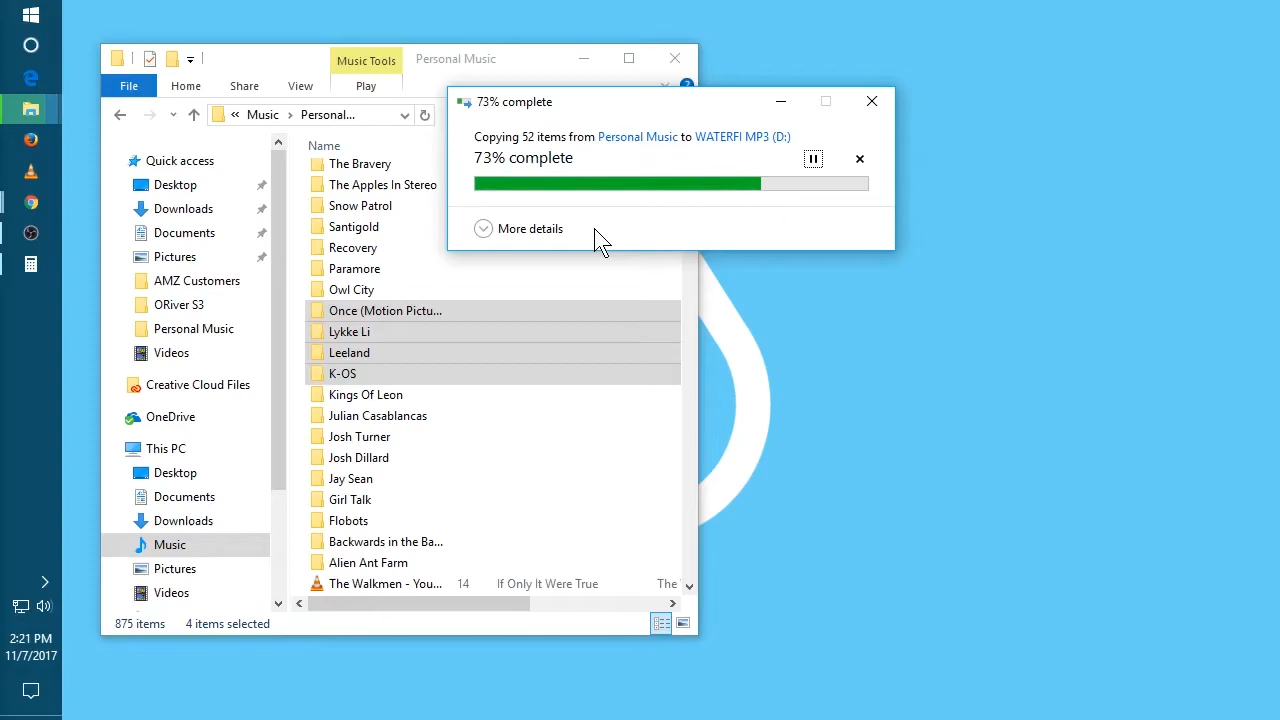 Music Tools
Personal Music
File
Home
Share
View
Play
«
Music
Personal...
73% complete
Copying 52 items from Personal Music to WATERFI MP3 (D:)
73% complete
More details
Quick access
Desktop
Downloads
Documents
Pictures
AMZ Customers
ORiver S3
Personal Music
Videos
Creative Cloud Files
OneDrive
This PC
Desktop
Documents
Downloads
Music
Pictures
Videos
Name
The Bravery
The Apples In Stereo
Snow Patrol
Santigold
Recovery
Paramore
Owl City
Once (Motion Pictu...
Lykke Li
Leeland
K-OS
Kings Of Leon
Julian Casablancas
Josh Turner
Josh Dillard
Jay Sean
Girl Talk
Flobots
Backwards in the Ba...
Alien Ant Farm
The Walkmen - You... 14 If Only It Were True The
875 items 4 items selected
2:21 PM
11/7/2017